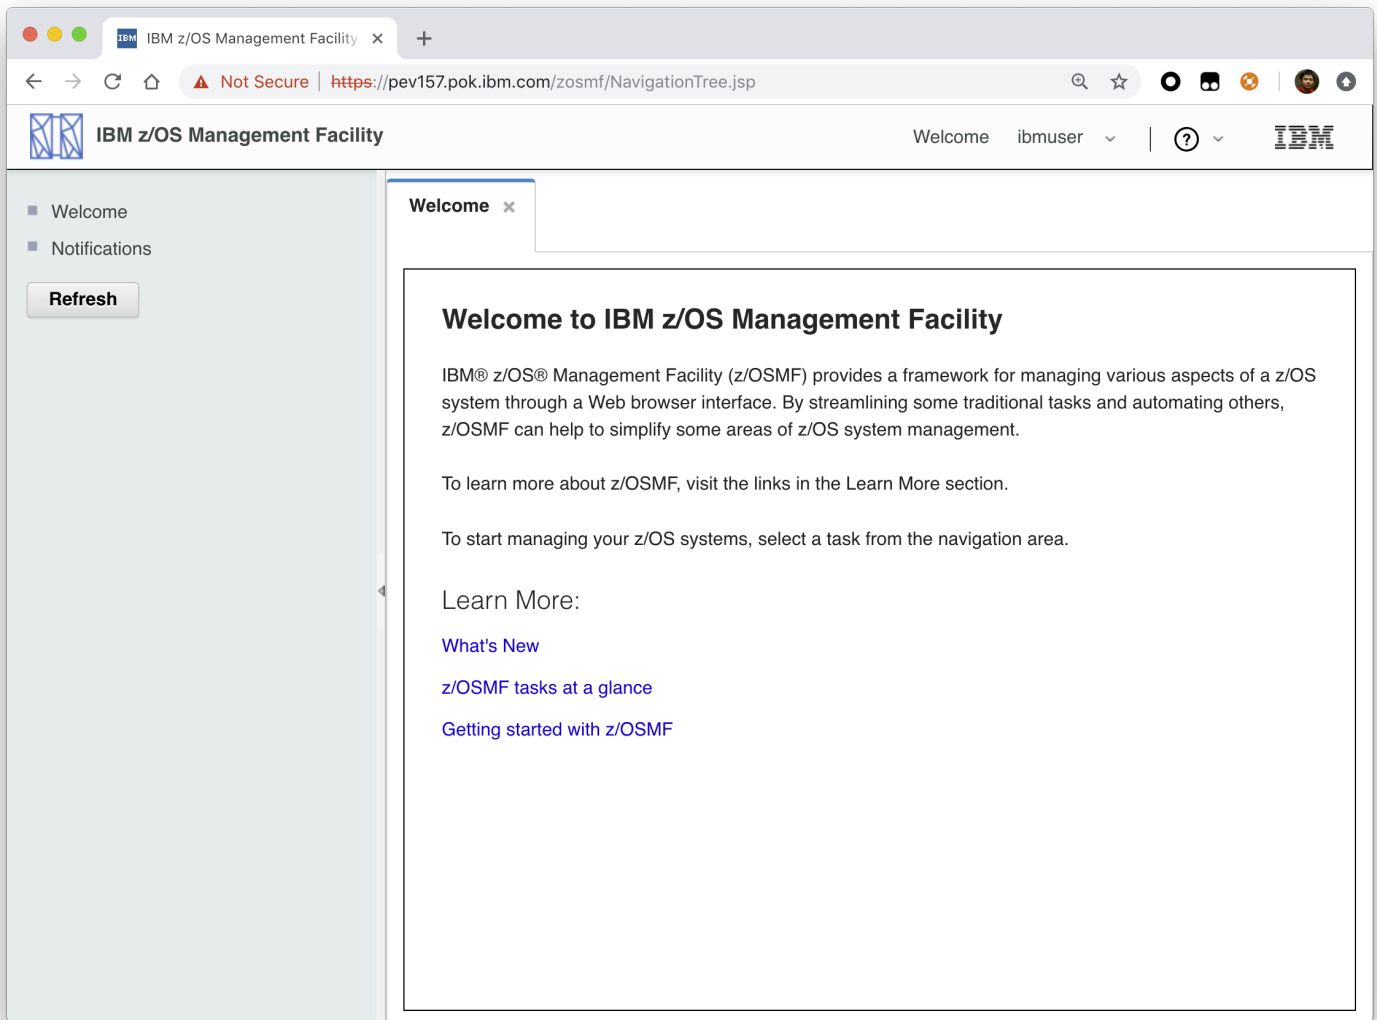 IBM z/OS Management Facility
Not Secure | https://pev157.pok.ibm.com/zosmf/NavigationTree.jsp
IBM z/OS Management Facility
Welcome ibmuser
IBM
Welcome
Notifications
Refresh
Welcome
Welcome to IBM z/OS Management Facility
IBM® z/OS® Management Facility (z/OSMF) provides a framework for managing various aspects of a z/OS
system through a Web browser interface. By streamlining some traditional tasks and automating others,
z/OSMF can help to simplify some areas of z/OS system management.
To learn more about z/OSMF, visit the links in the Learn More section.
To start managing your z/OS systems, select a task from the navigation area.
Learn More:
What's New
z/OSMF tasks at a glance
Getting started with z/OSMF